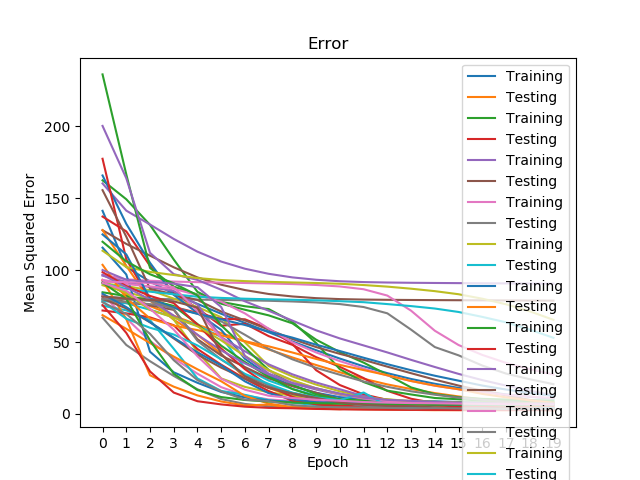 Error
Mean Squared Error
200
150
100
50
0
0 1 2 3 4 5 6 7 8 9 10 11 12 13 14 15 16 17 18 19
Epoch
Training
Testing
Training
Testing
Training
Testing
Training
Testing
Training
Testing
Training
Testing
Training
Testing
Training
Testing
Training
Testing
Training
Testing